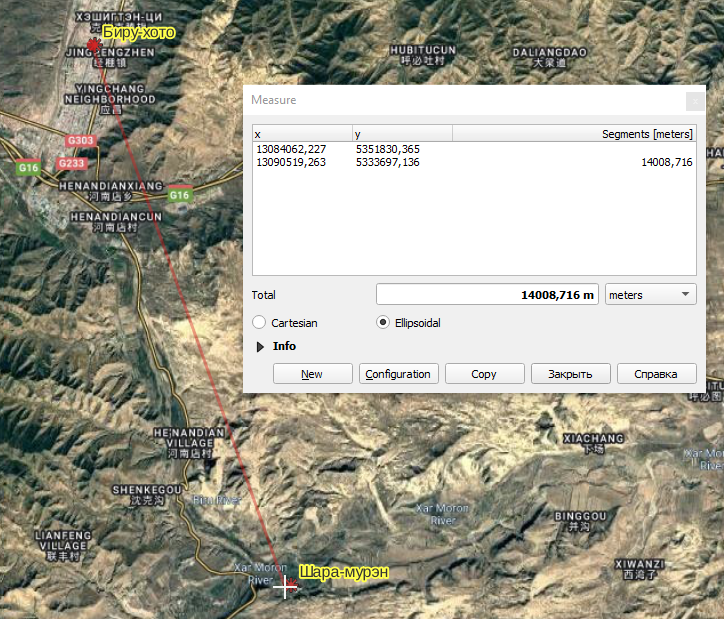 ХЭШИГТЭН-ЦИ
Биру-хото
JINGPENGZHEN
经棚镇
YINGCHANG
NEIGHBORHOOD
应昌
G303
G233
G16
HENANDIANXIANG
河南店乡
G16
HENANDIANCUN
河南店村
HUBITUCUN
呼必吐村
DALIANGDAO
大梁道
Measure
x y Segments [meters]
13084062,227 5351830,365
13090519,263 5333697,136 14008,716
Total 14008,716 m meters
Cartesian Ellipsoidal
Info
New Configuration Copy Закрыть Справка
HENANDIAN
VILLAGE
河南店村
XIACHANG
下场
SHENKEGOU
沈克沟
Biru River
Xar Moron
River
BINGGOU
井沟
LIANFENG
VILLAGE
联丰村
Xar Moron
River
Шара-мурэн
XIWANZI
西湾子